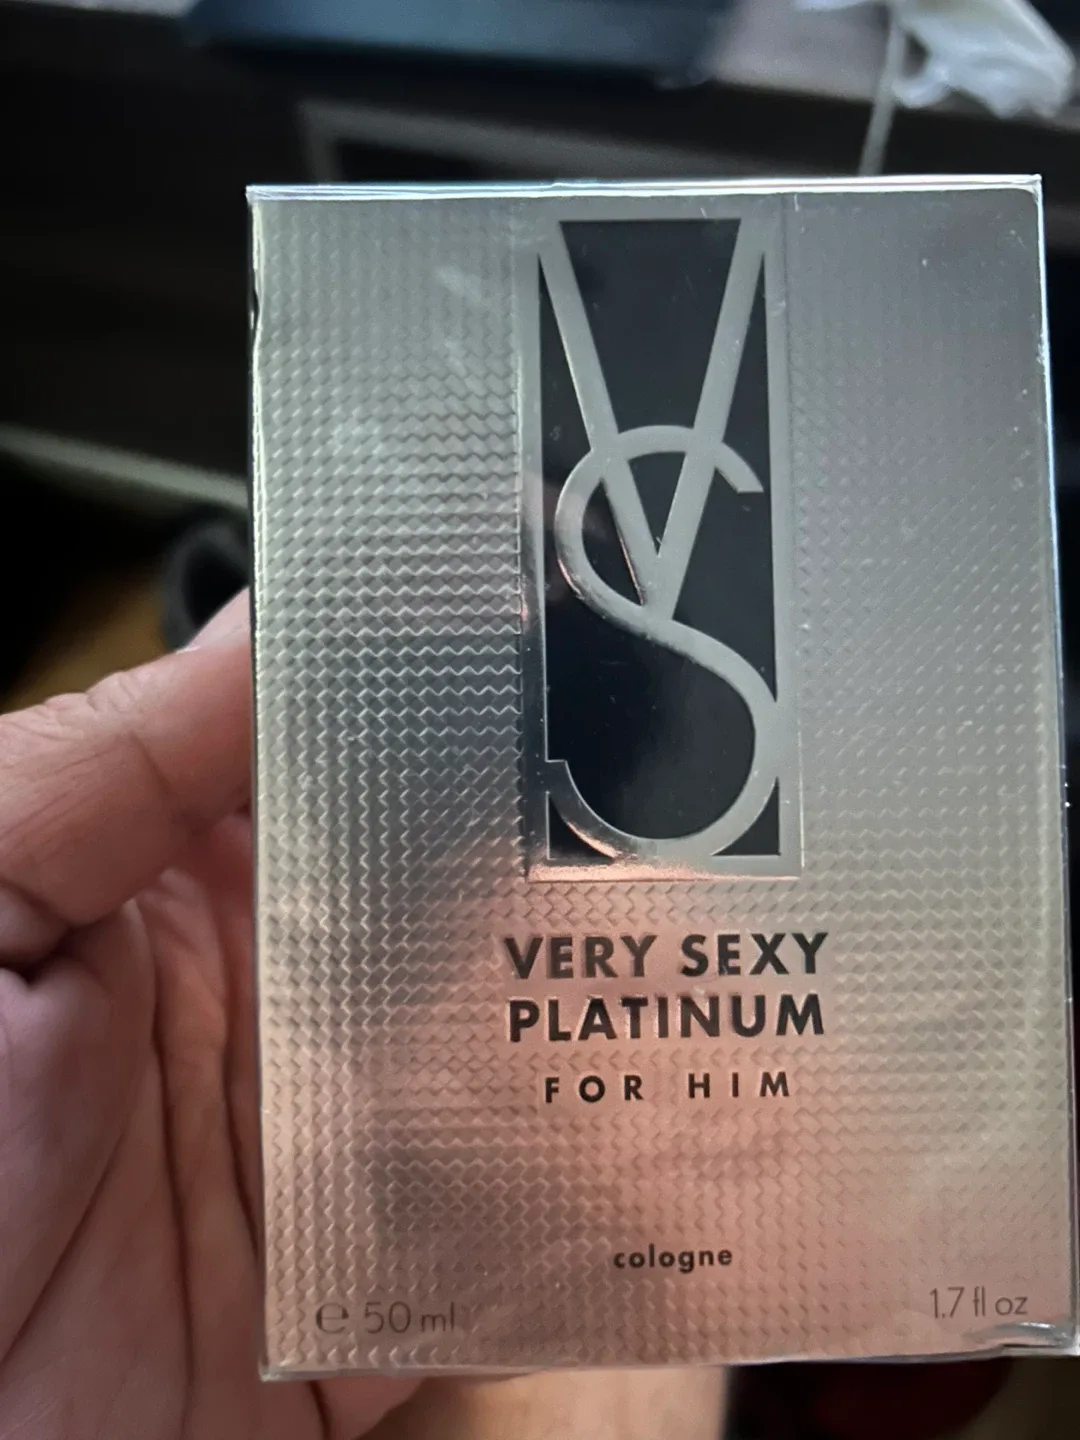 VS
VERY SEXY
PLATINUM
FOR HIM
cologne
℮ 50 ml
1.7 fl oz